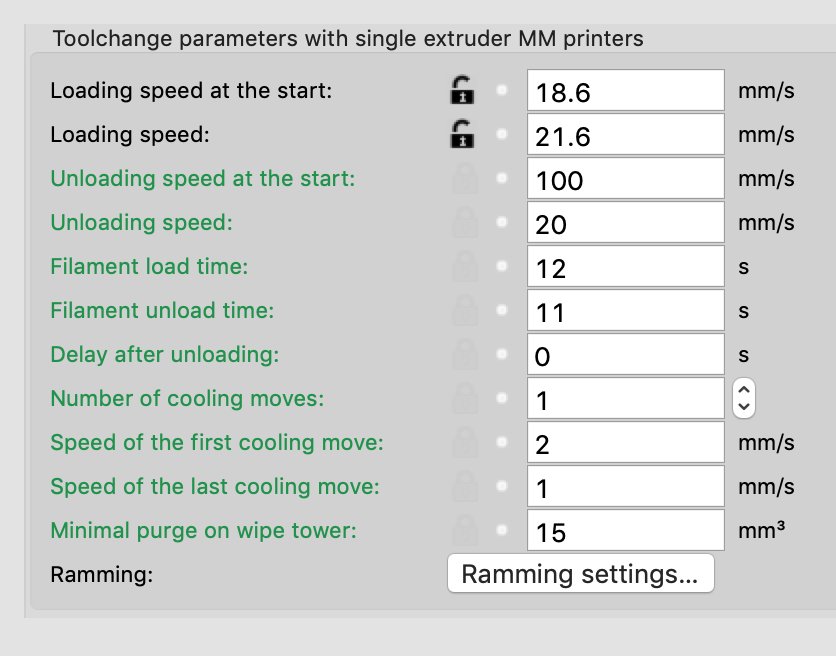 Toolchange parameters with single extruder MM printers
Loading speed at the start: 18.6 mm/s
Loading speed: 21.6 mm/s
Unloading speed at the start: 100 mm/s
Unloading speed: 20 mm/s
Filament load time: 12 s
Filament unload time: 11 s
Delay after unloading: 0 s
Number of cooling moves: 1
Speed of the first cooling move: 2 mm/s
Speed of the last cooling move: 1 mm/s
Minimal purge on wipe tower: 15 mm³
Ramming: Ramming settings...